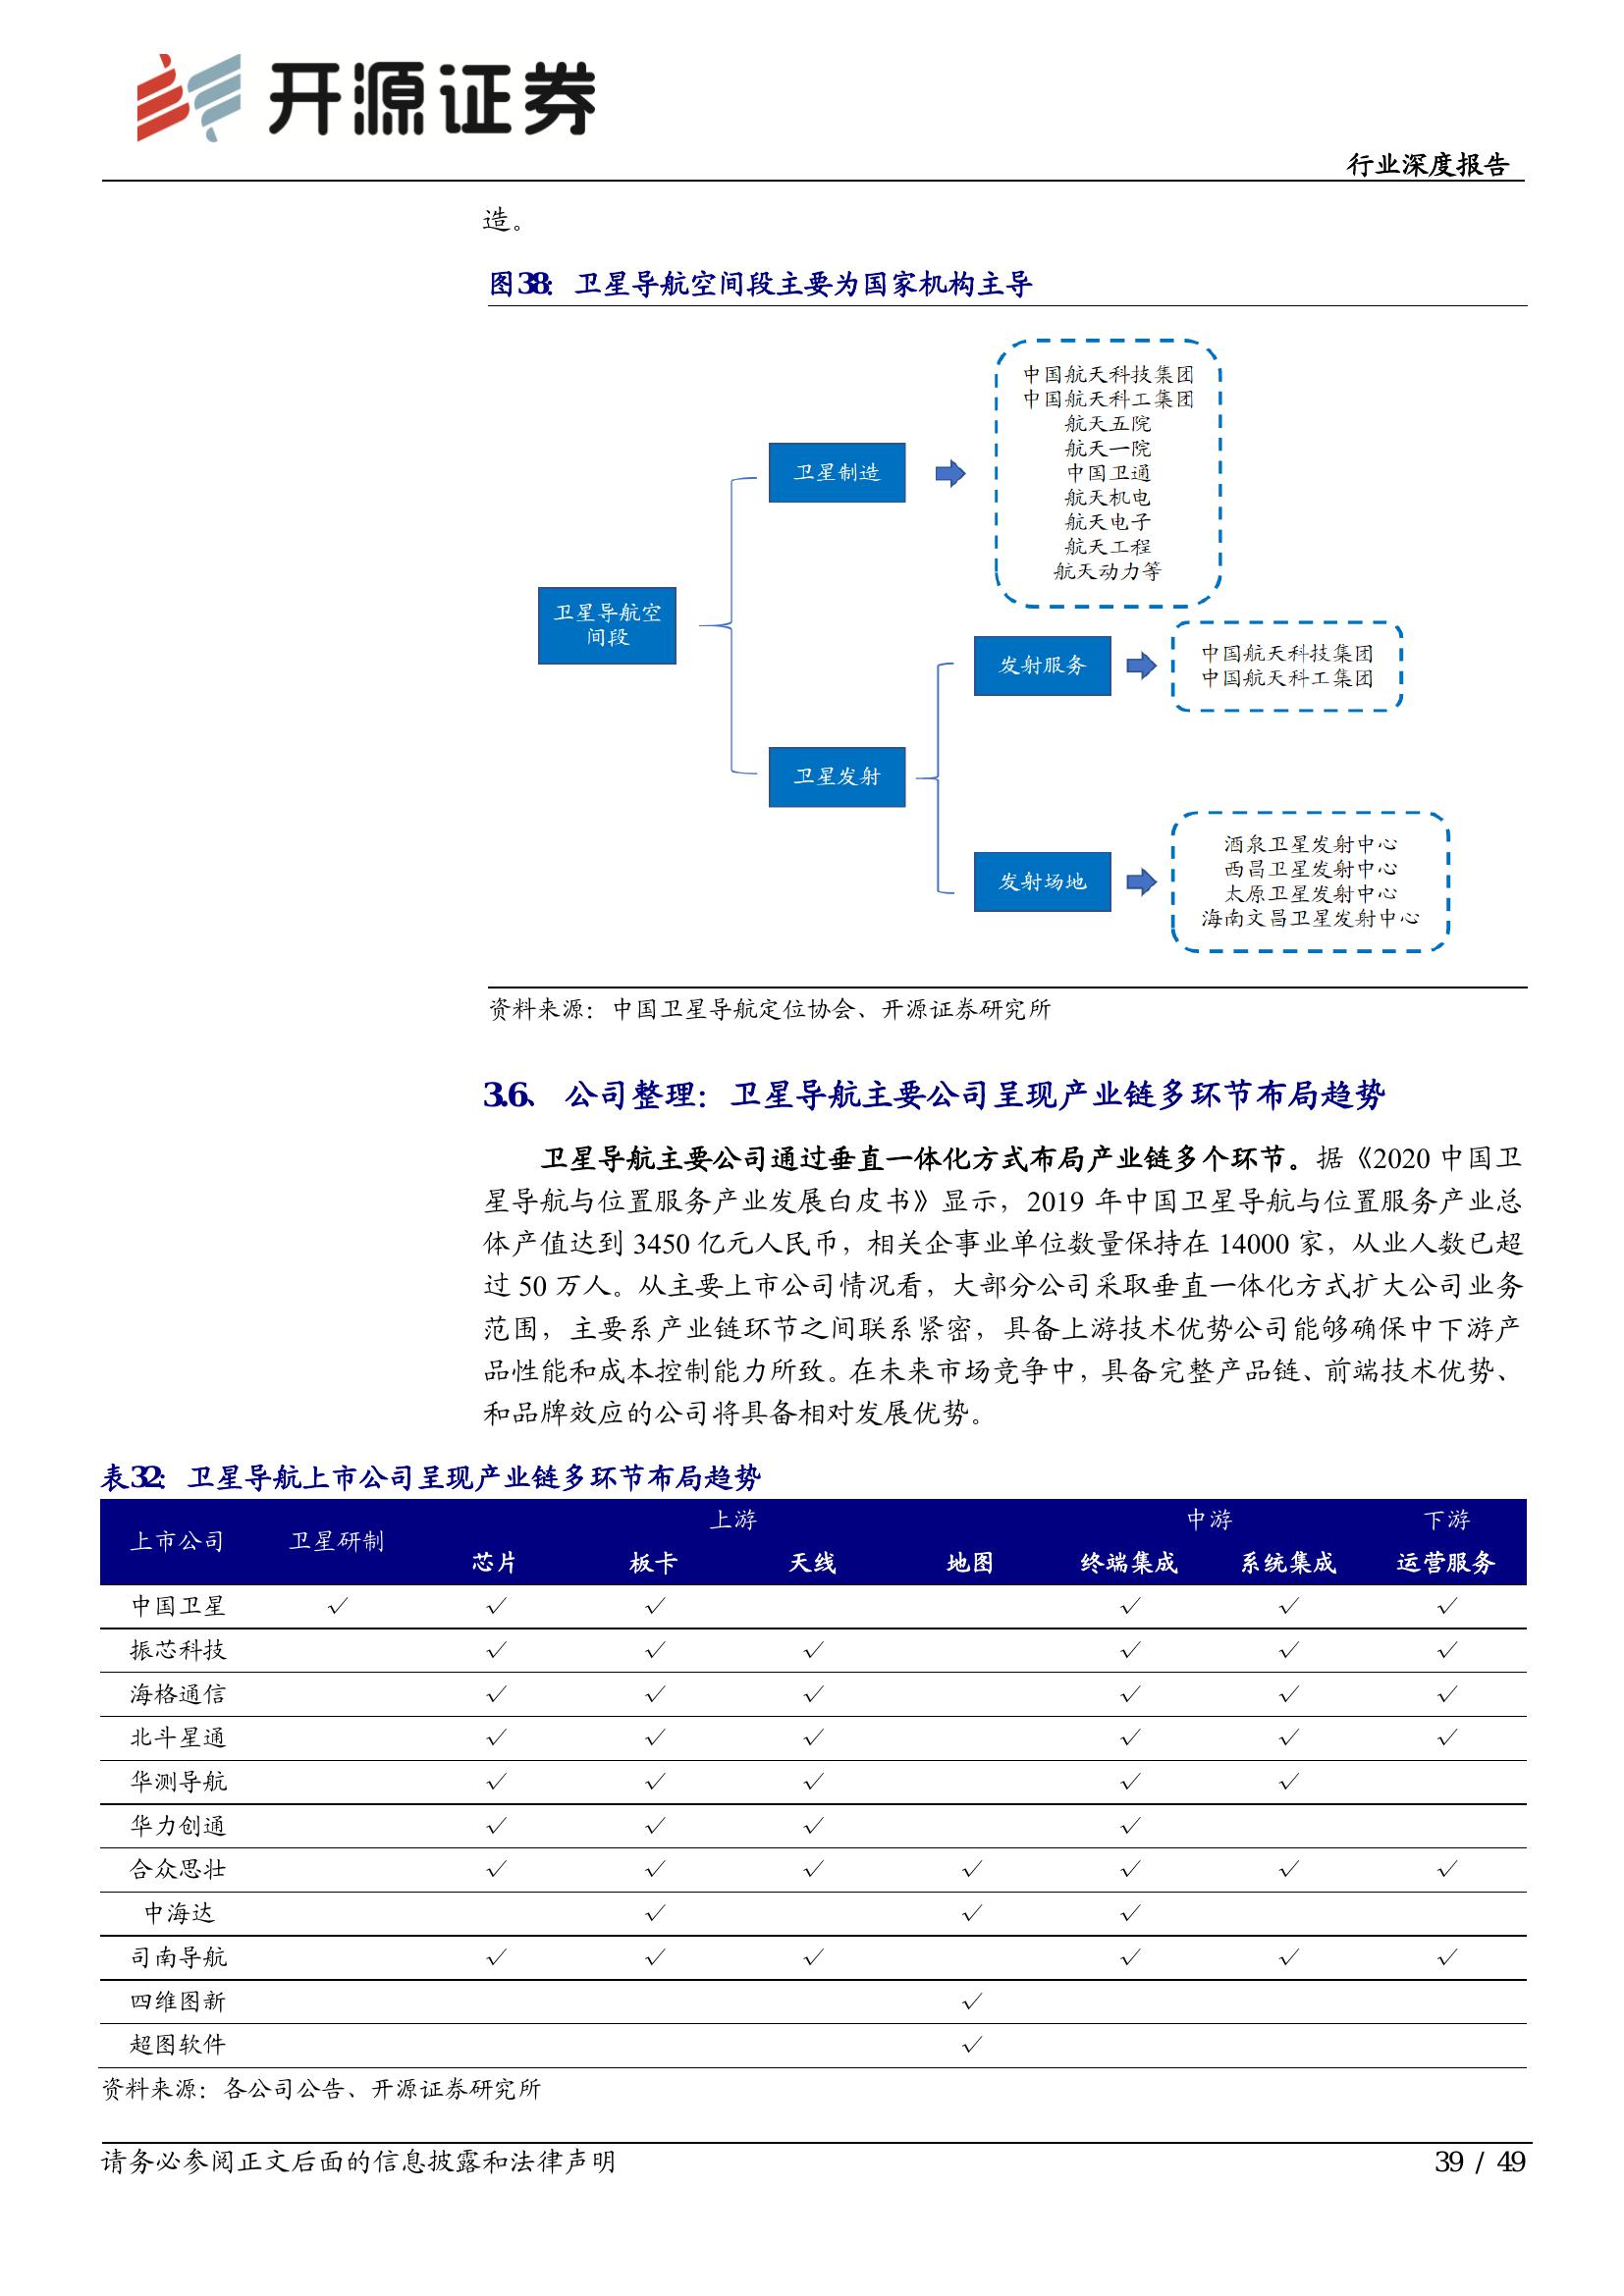 开源证券
行业深度报告
造。
图38：卫星导航空间段主要为国家机构主导
中国航天科技集团
中国航天科工集团
航天五院
航天一院
中国卫通
航天机电
航天电子
航天工程
航天动力等
卫星制造
卫星导航空
间段
发射服务
中国航天科技集团
中国航天科工集团
卫星发射
发射场地
酒泉卫星发射中心
西昌卫星发射中心
太原卫星发射中心
海南文昌卫星发射中心
资料来源：中国卫星导航定位协会、开源证券研究所
3.6、 公司整理：卫星导航主要公司呈现产业链多环节布局趋势
卫星导航主要公司通过垂直一体化方式布局产业链多个环节。据《2020 中国卫
星导航与位置服务产业发展白皮书》显示，2019 年中国卫星导航与位置服务产业总
体产值达到 3450 亿元人民币，相关企事业单位数量保持在 14000 家，从业人数已超
过 50 万人。从主要上市公司情况看，大部分公司采取垂直一体化方式扩大公司业务
范围，主要系产业链环节之间联系紧密，具备上游技术优势公司能够确保中下游产
品性能和成本控制能力所致。在未来市场竞争中，具备完整产品链、前端技术优势、
和品牌效应的公司将具备相对发展优势。
表32：卫星导航上市公司呈现产业链多环节布局趋势
上市公司 卫星研制 上游 中游 下游
芯片 板卡 天线 地图 终端集成 系统集成 运营服务
中国卫星 √ √ √ √ √ √
振芯科技 √ √ √ √ √ √
海格通信 √ √ √ √ √ √
北斗星通 √ √ √ √ √ √
华测导航 √ √ √ √ √
华力创通 √ √ √ √
合众思壮 √ √ √ √ √ √ √
中海达 √ √ √
司南导航 √ √ √ √ √ √
四维图新 √
超图软件 √
资料来源：各公司公告、开源证券研究所
请务必参阅正文后面的信息披露和法律声明 39 / 49